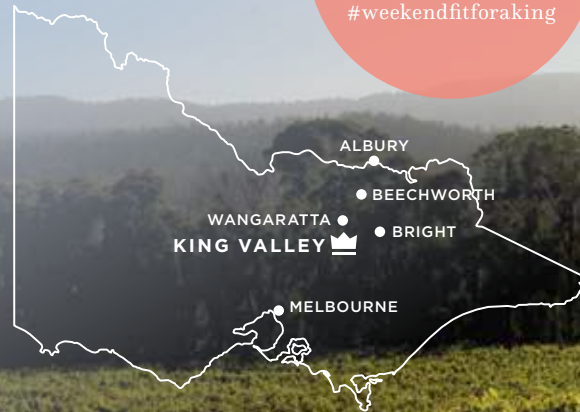 #weekendfitforaking
ALBURY
BEECHWORTH
WANGARATTA
BRIGHT
KING VALLEY
MELBOURNE